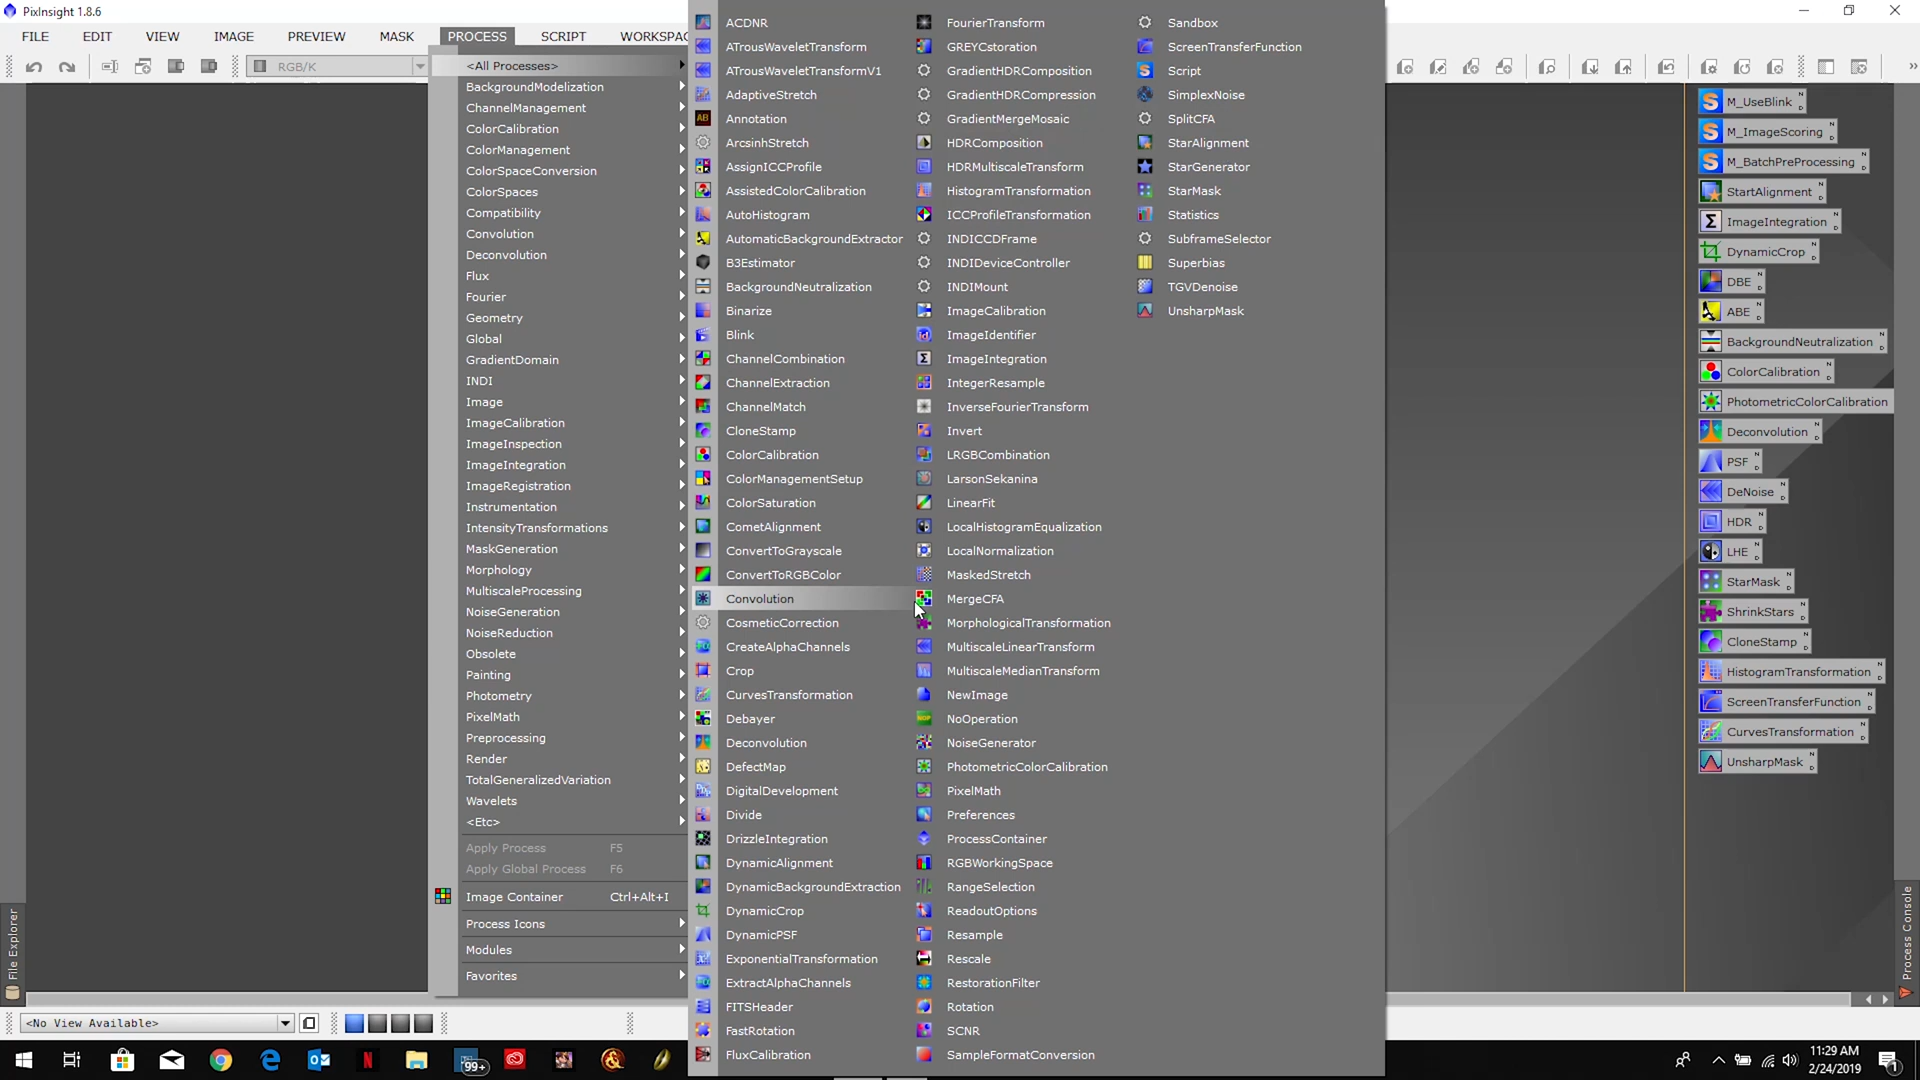 PixInsight 1.8.6
FILE EDIT VIEW IMAGE PREVIEW MASK PROCESS SCRIPT WORKSPAC
RGB/K
<All Processes>
BackgroundModelization
ChannelManagement
ColorCalibration
ColorManagement
ColorSpaceConversion
ColorSpaces
Compatibility
Convolution
Deconvolution
Flux
Fourier
Geometry
Global
GradientDomain
INDI
Image
ImageCalibration
ImageInspection
ImageIntegration
ImageRegistration
Instrumentation
IntensityTransformations
MaskGeneration
Morphology
MultiscaleProcessing
NoiseGeneration
NoiseReduction
Obsolete
Painting
Photometry
PixelMath
Preprocessing
Render
TotalGeneralizedVariation
Wavelets
<Etc>
Apply Process F5
Apply Global Process F6
Image Container Ctrl+Alt+I
Process Icons
Modules
Favorites
ACDNR
ATrousWaveletTransform
ATrousWaveletTransformV1
AdaptiveStretch
AB Annotation
ArcsinhStretch
AssignICCProfile
AssistedColorCalibration
AutoHistogram
AutomaticBackgroundExtractor
B3Estimator
BackgroundNeutralization
Binarize
Blink
ChannelCombination
ChannelExtraction
ChannelMatch
CloneStamp
ColorCalibration
ColorManagementSetup
ColorSaturation
CometAlignment
ConvertToGrayscale
ConvertToRGBColor
Convolution
CosmeticCorrection
CreateAlphaChannels
Crop
CurvesTransformation
Debayer
Deconvolution
DefectMap
DigitalDevelopment
Divide
DrizzleIntegration
DynamicAlignment
DynamicBackgroundExtraction
DynamicCrop
DynamicPSF
ExponentialTransformation
ExtractAlphaChannels
FITSHeader
FastRotation
FluxCalibration
FourierTransform
GREYCstoration
GradientHDRComposition
GradientHDRCompression
GradientMergeMosaic
HDRComposition
HDRMultiscaleTransform
HistogramTransformation
ICCProfileTransformation
INDICCDFrame
INDIDeviceController
INDIMount
ImageCalibration
ImageIdentifier
Σ ImageIntegration
IntegerResample
InverseFourierTransform
Invert
LRGBCombination
LarsonSekanina
LinearFit
LocalHistogramEqualization
LocalNormalization
MaskedStretch
MergeCFA
MorphologicalTransformation
MultiscaleLinearTransform
MultiscaleMedianTransform
NewImage
NOP NoOperation
NoiseGenerator
PhotometricColorCalibration
PixelMath
Preferences
ProcessContainer
RGBWorkingSpace
RangeSelection
ReadoutOptions
Resample
Rescale
RestorationFilter
Rotation
SCNR
SampleFormatConversion
Sandbox
ScreenTransferFunction
S Script
SimplexNoise
SplitCFA
StarAlignment
StarGenerator
StarMask
Statistics
SubframeSelector
Superbias
TGVDenoise
UnsharpMask
S M_UseBlink N D
S M_ImageScoring N D
S M_BatchPreProcessing N D
StartAlignment N D
Σ ImageIntegration N D
DynamicCrop N D
DBE N D
ABE N D
BackgroundNeutralization N D
ColorCalibration N D
PhotometricColorCalibration
Deconvolution N D
PSF N D
DeNoise N D
HDR N D
LHE N D
StarMask N D
ShrinkStars N D
CloneStamp N D
HistogramTransformation N D
ScreenTransferFunction N D
CurvesTransformation N D
UnsharpMask N D
File Explorer
Process Console
<No View Available>
99+
11:29 AM
2/24/2019
1